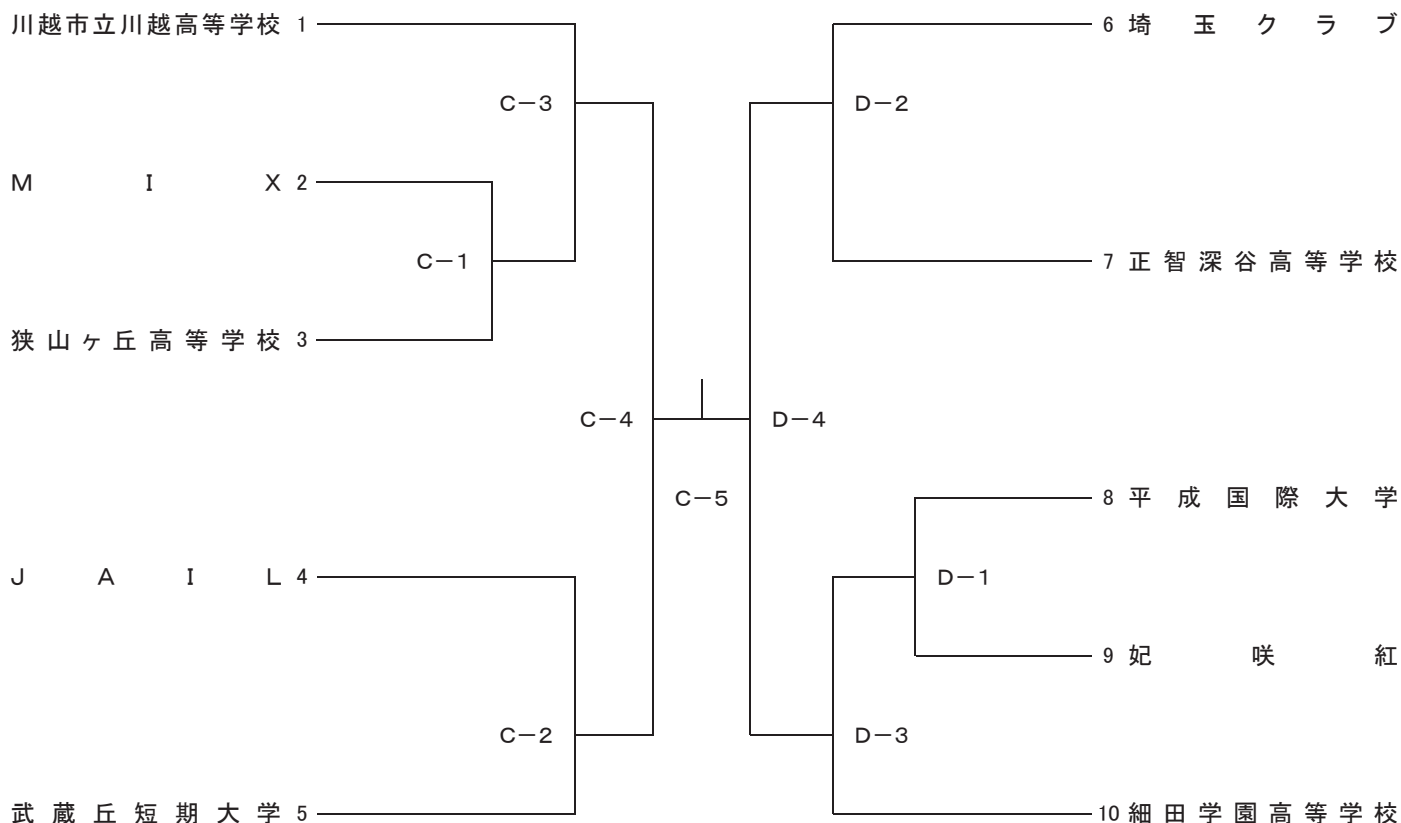 川越市立川越高等学校 1
6 埼玉クラブ
C－3
D－2
MIX 2
C－1
7 正智深谷高等学校
狭山ヶ丘高等学校 3
C－4
D－4
C－5
8 平成国際大学
JAIL 4
D－1
9 妃咲紅
C－2
D－3
武蔵丘短期大学 5
10 細田学園高等学校